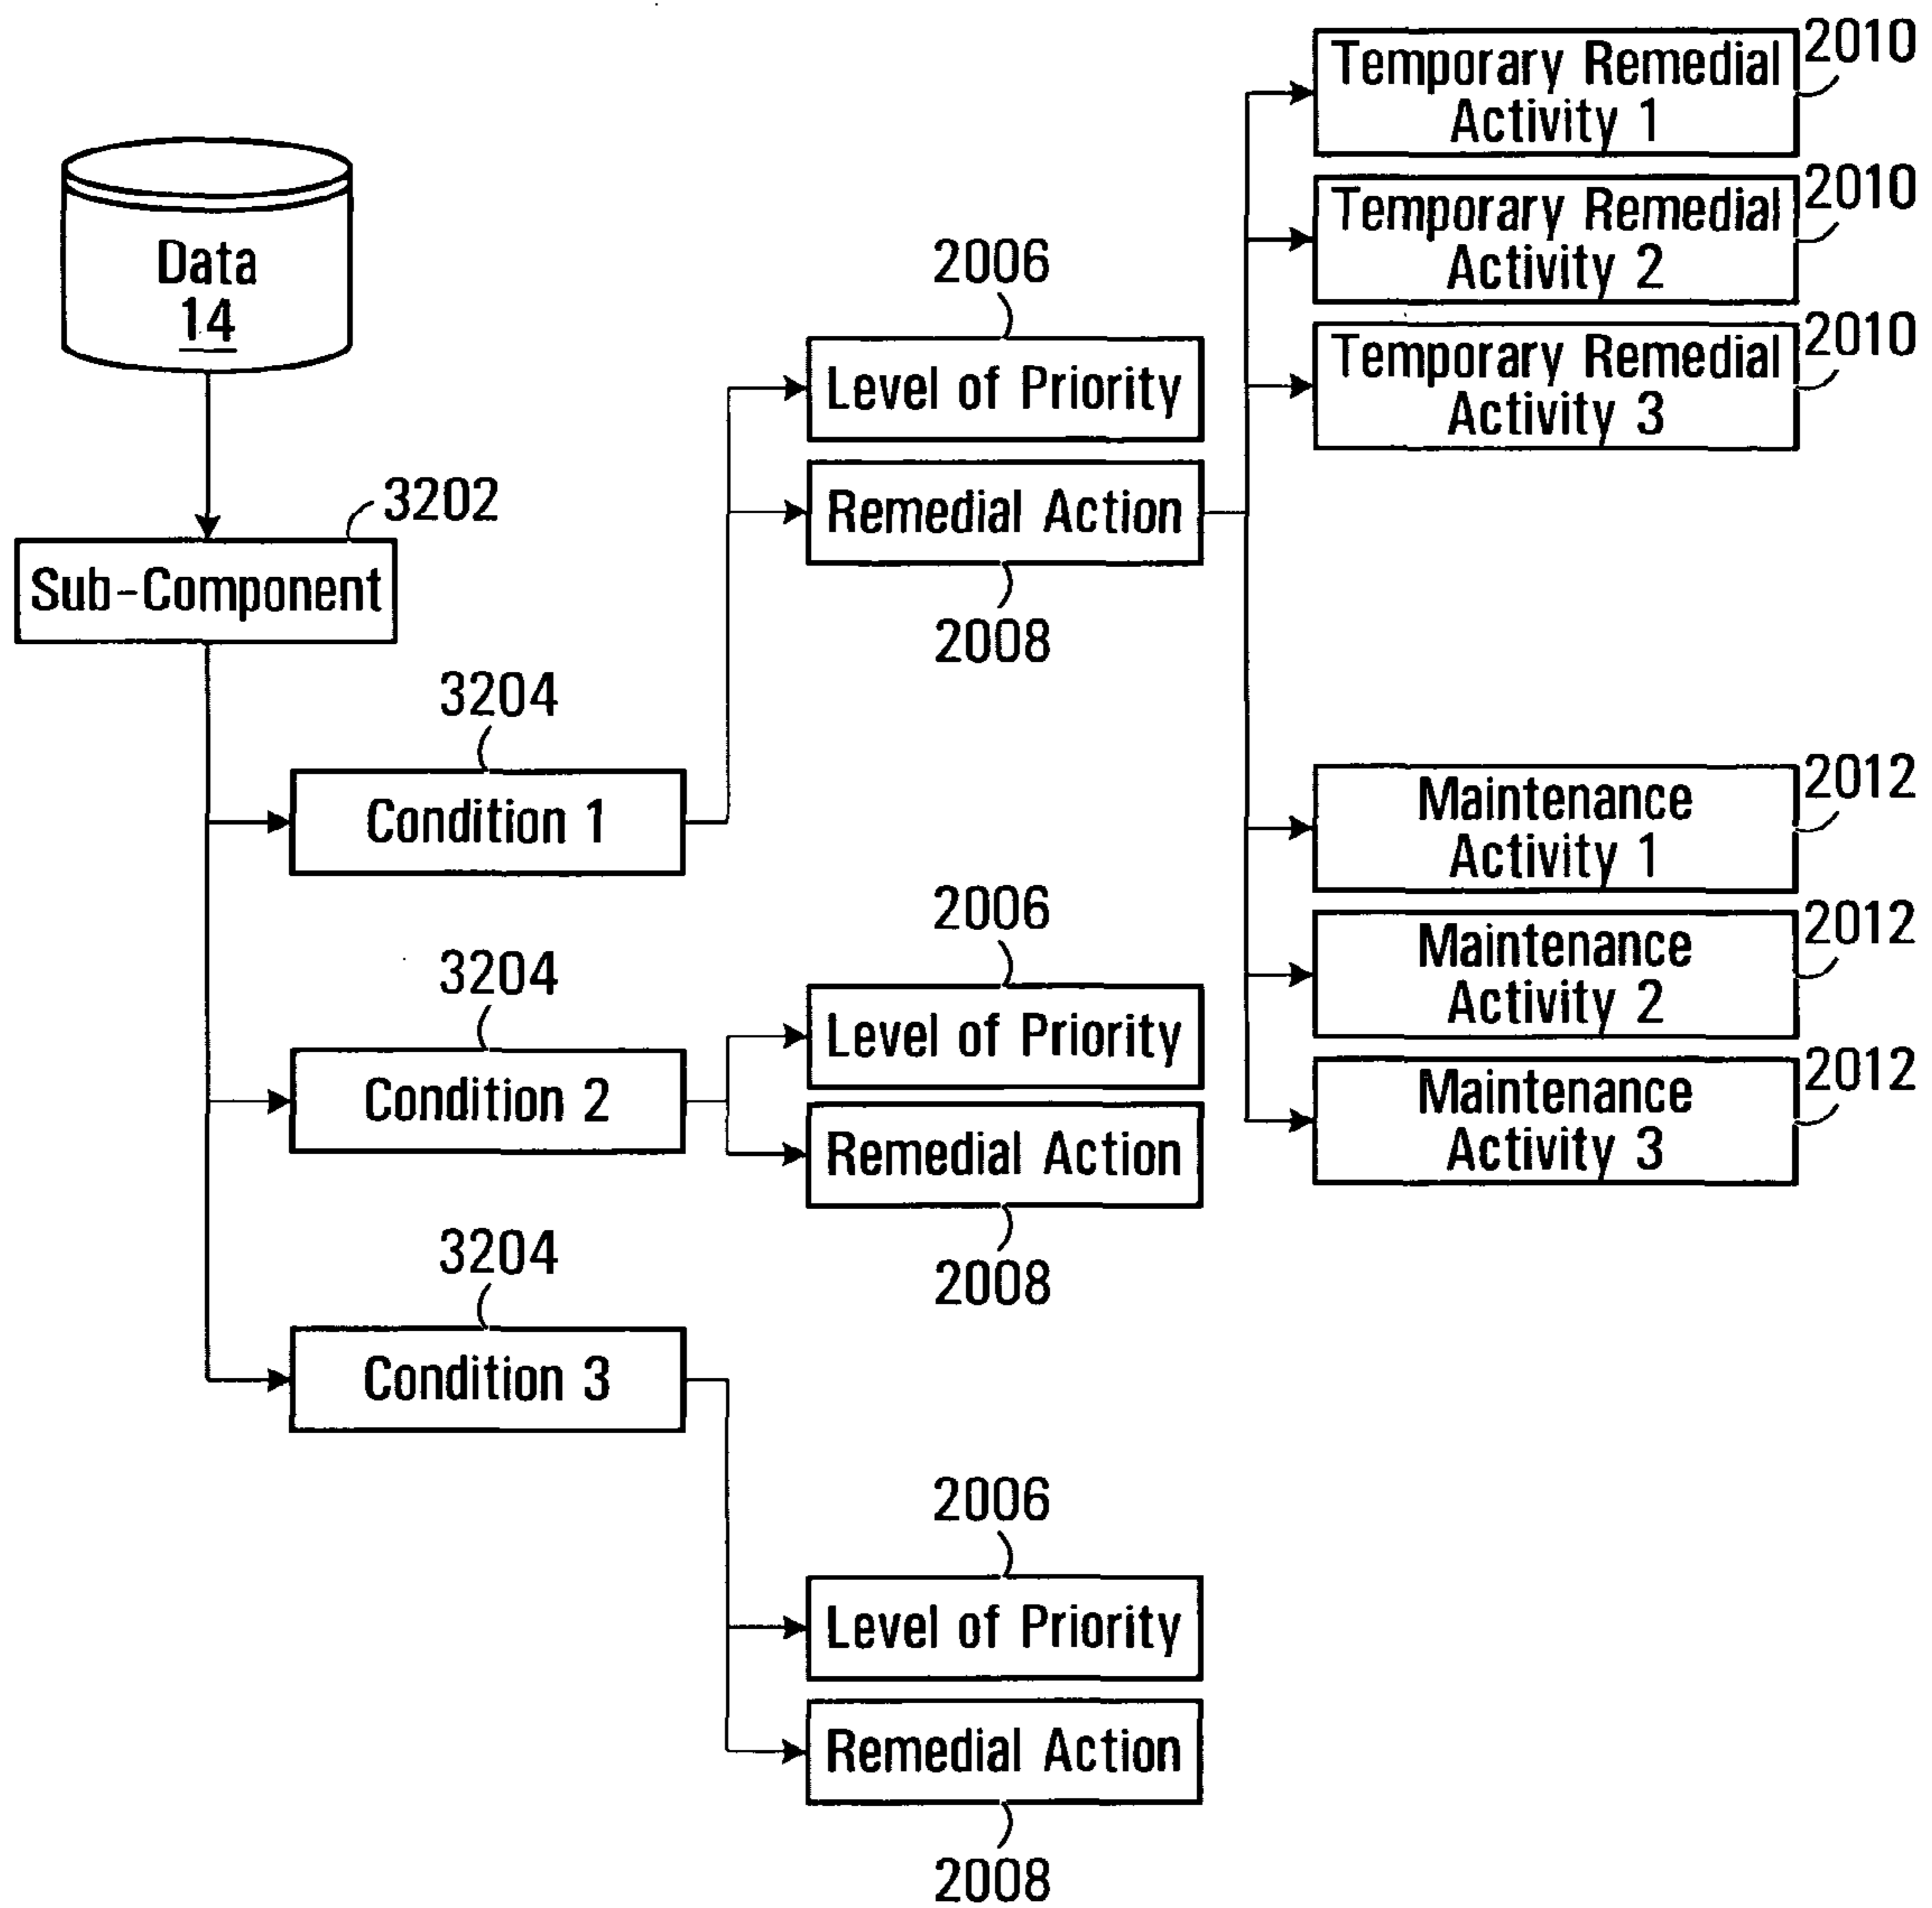 Data
14
3202
Sub-Component
3204
Condition 1
3204
Condition 2
3204
Condition 3
2006
Level of Priority
Remedial Action
2008
2006
Level of Priority
Remedial Action
2008
2006
Level of Priority
Remedial Action
2008
2010
Temporary Remedial
Activity 1
2010
Temporary Remedial
Activity 2
2010
Temporary Remedial
Activity 3
2012
Maintenance
Activity 1
2012
Maintenance
Activity 2
2012
Maintenance
Activity 3